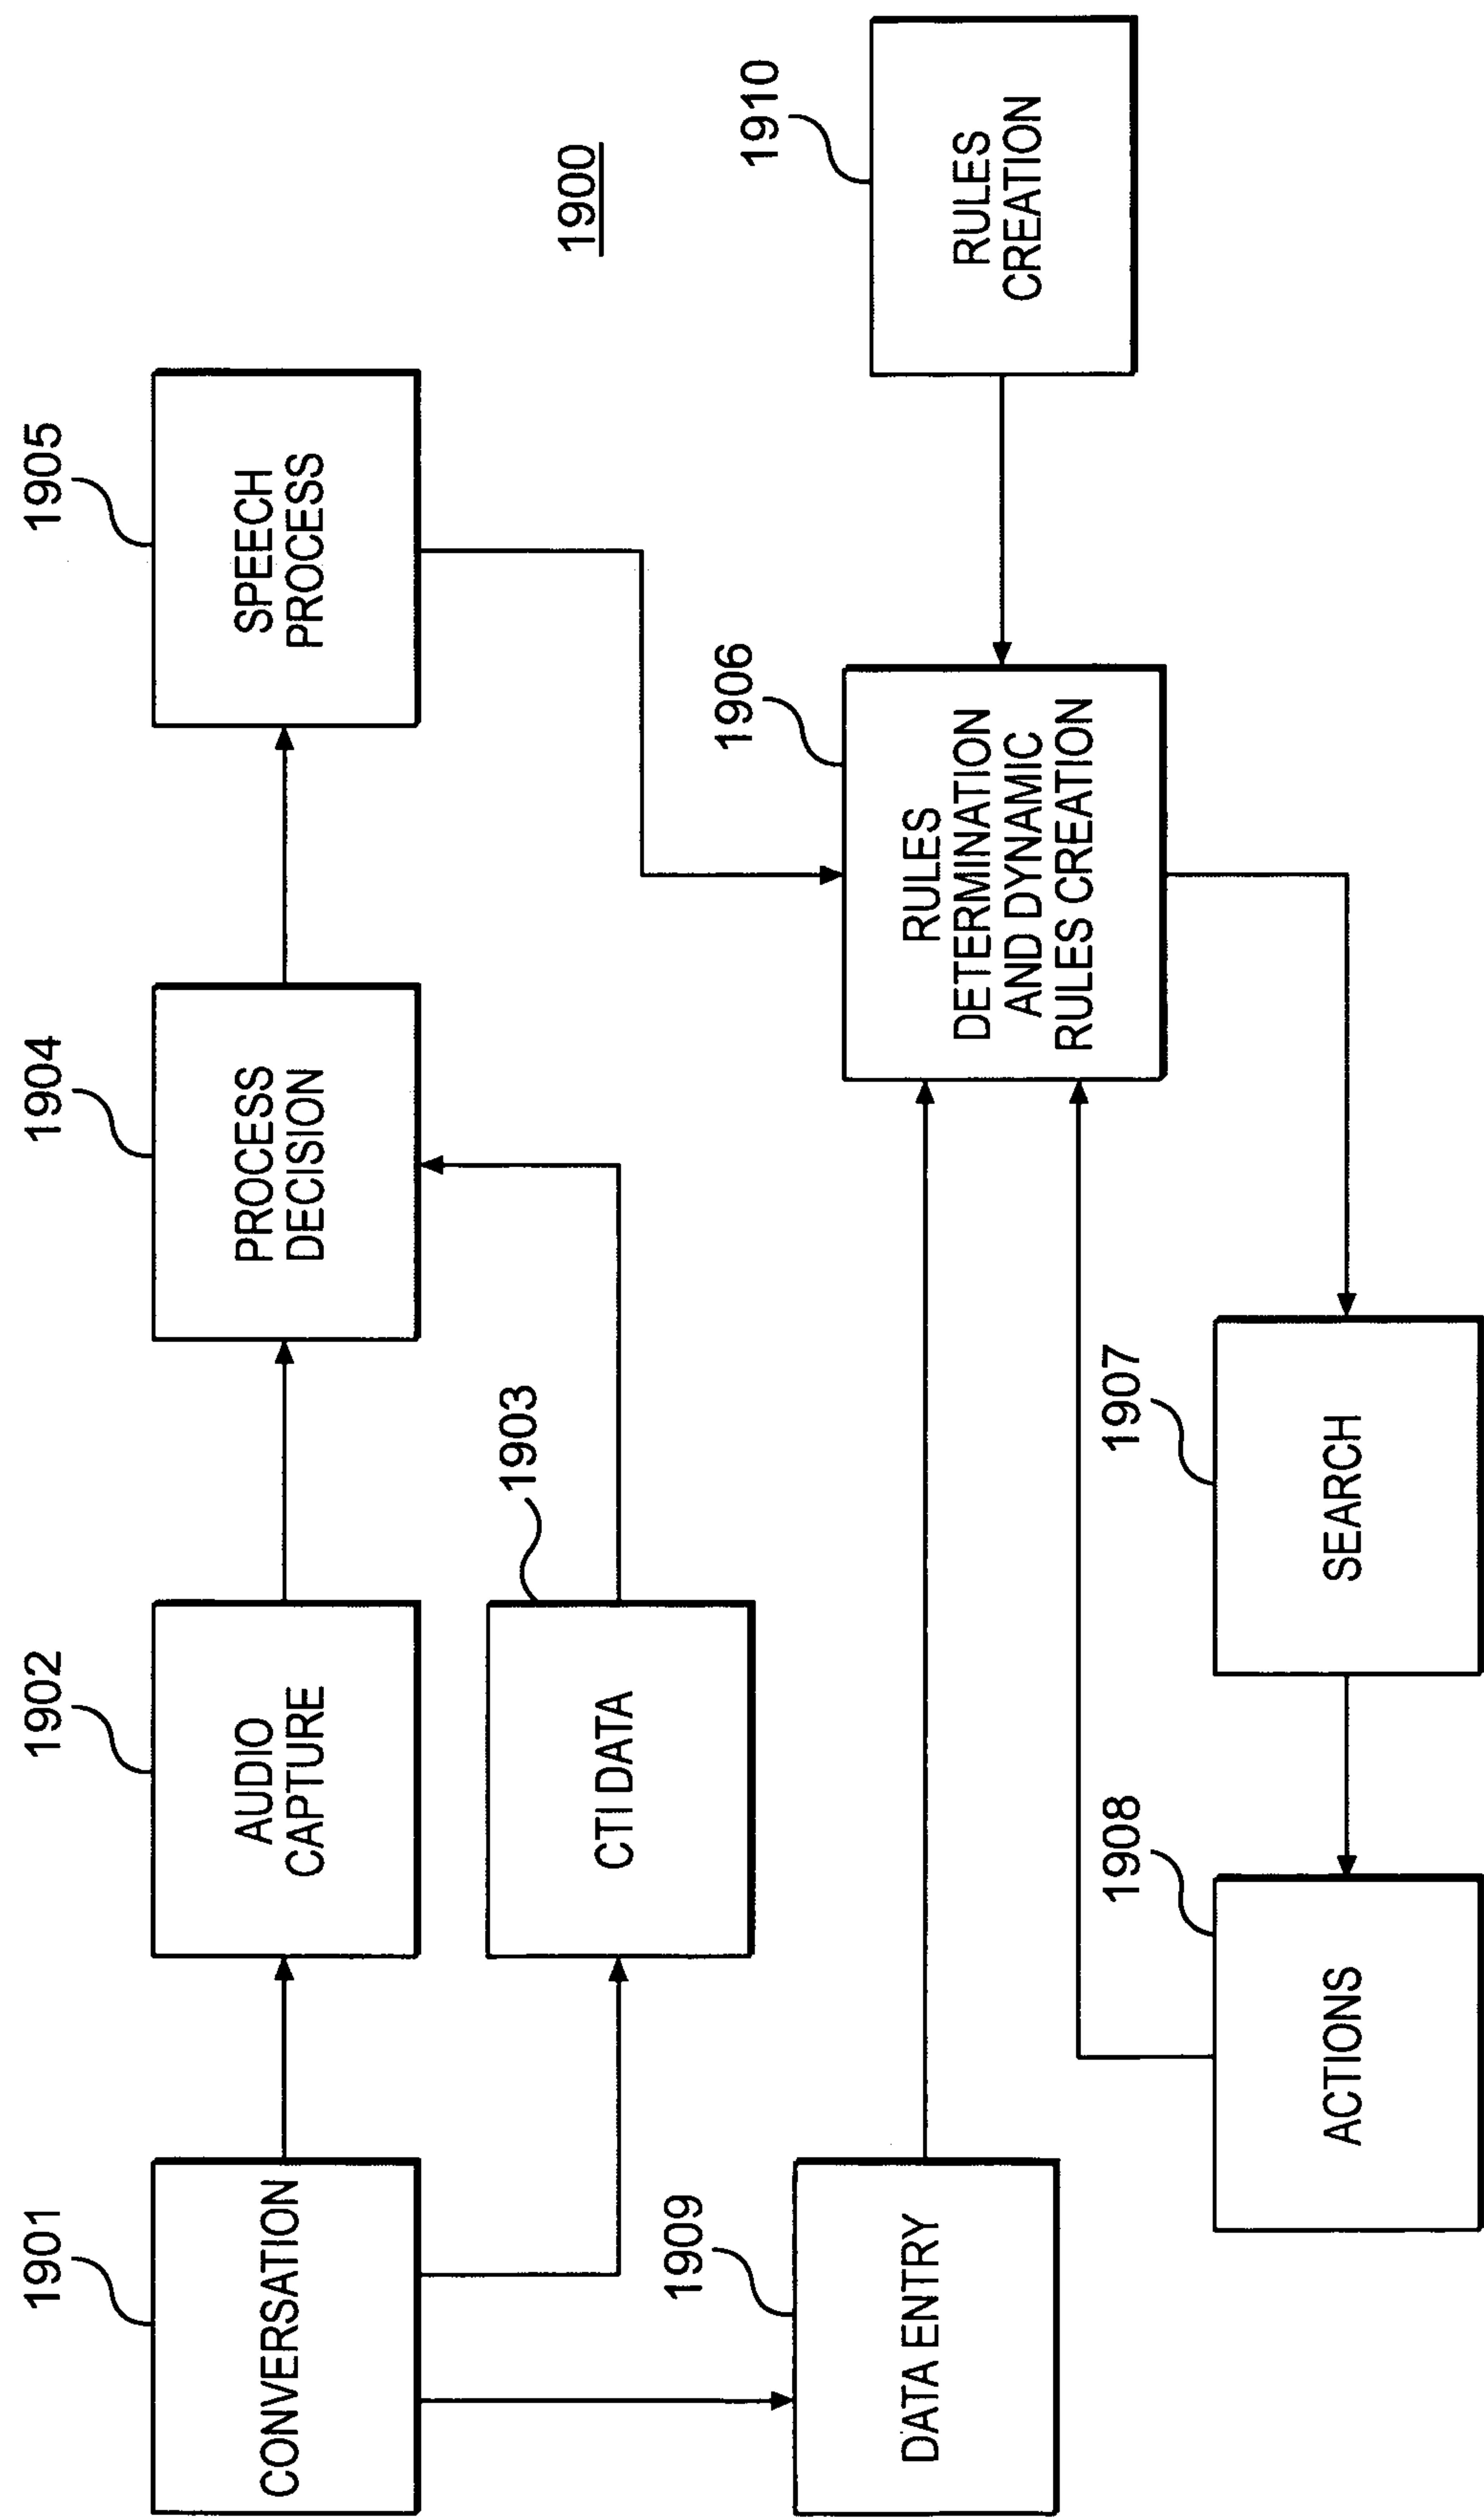 1901
CONVERSATION
1902
AUDIO
CAPTURE
1904
PROCESS
DECISION
1905
SPEECH
PROCESS
1903
CTI DATA
1900
1909
DATA ENTRY
1906
RULES
DETERMINATION
AND DYNAMIC
RULES CREATION
1910
RULES
CREATION
1908
ACTIONS
1907
SEARCH